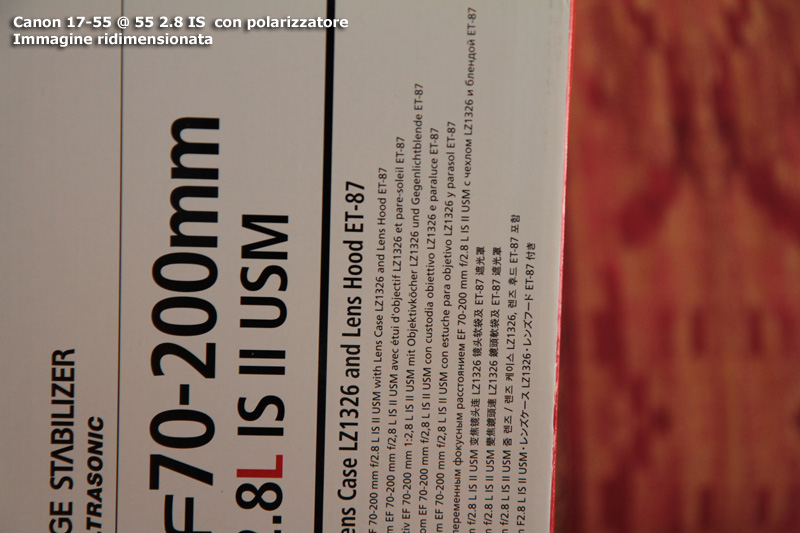 Canon 17-55 @ 55 2.8 IS con polarizzatore
Immagine ridimensionata
GE STABILIZER
LTRASONIC
F70-200mm
2.8L IS II USM
ens Case LZ1326 and Lens Hood ET-87
F 70-200 mm f/2.8 L IS II USM with Lens Case LZ1326 and Lens Hood ET-87
m EF 70-200 mm f/2,8 L IS II USM avec étui d'objectif LZ1326 et pare-soleil ET-87
tiv EF 70-200 mm 1:2,8 L IS II USM mit Objektivköcher LZ1326 und Gegenlichtblende ET-87
om EF 70-200 mm f/2,8 L IS II USM con custodia obiettivo LZ1326 e paraluce ET-87
m EF 70-200 mm f/2,8 L IS II USM con estuche para objetivo LZ1326 y parasol ET-87
переменным фокусным расстоянием EF 70-200 mm f/2.8 L IS II USM с чехлом LZ1326 и блендой ET-87
m f/2.8 L IS II USM 变焦镜头连 LZ1326 镜头软袋及 ET-87 遮光罩
m f/2.8 L IS II USM 變焦鏡頭連 LZ1326 鏡頭軟袋及 ET-87 遮光罩
m f/2.8 L IS II USM 줌 렌즈 / 렌즈 케이스 LZ1326, 렌즈 후드 ET-87 포함
m F2.8 L IS II USM・レンズケース LZ1326・レンズフード ET-87 付き